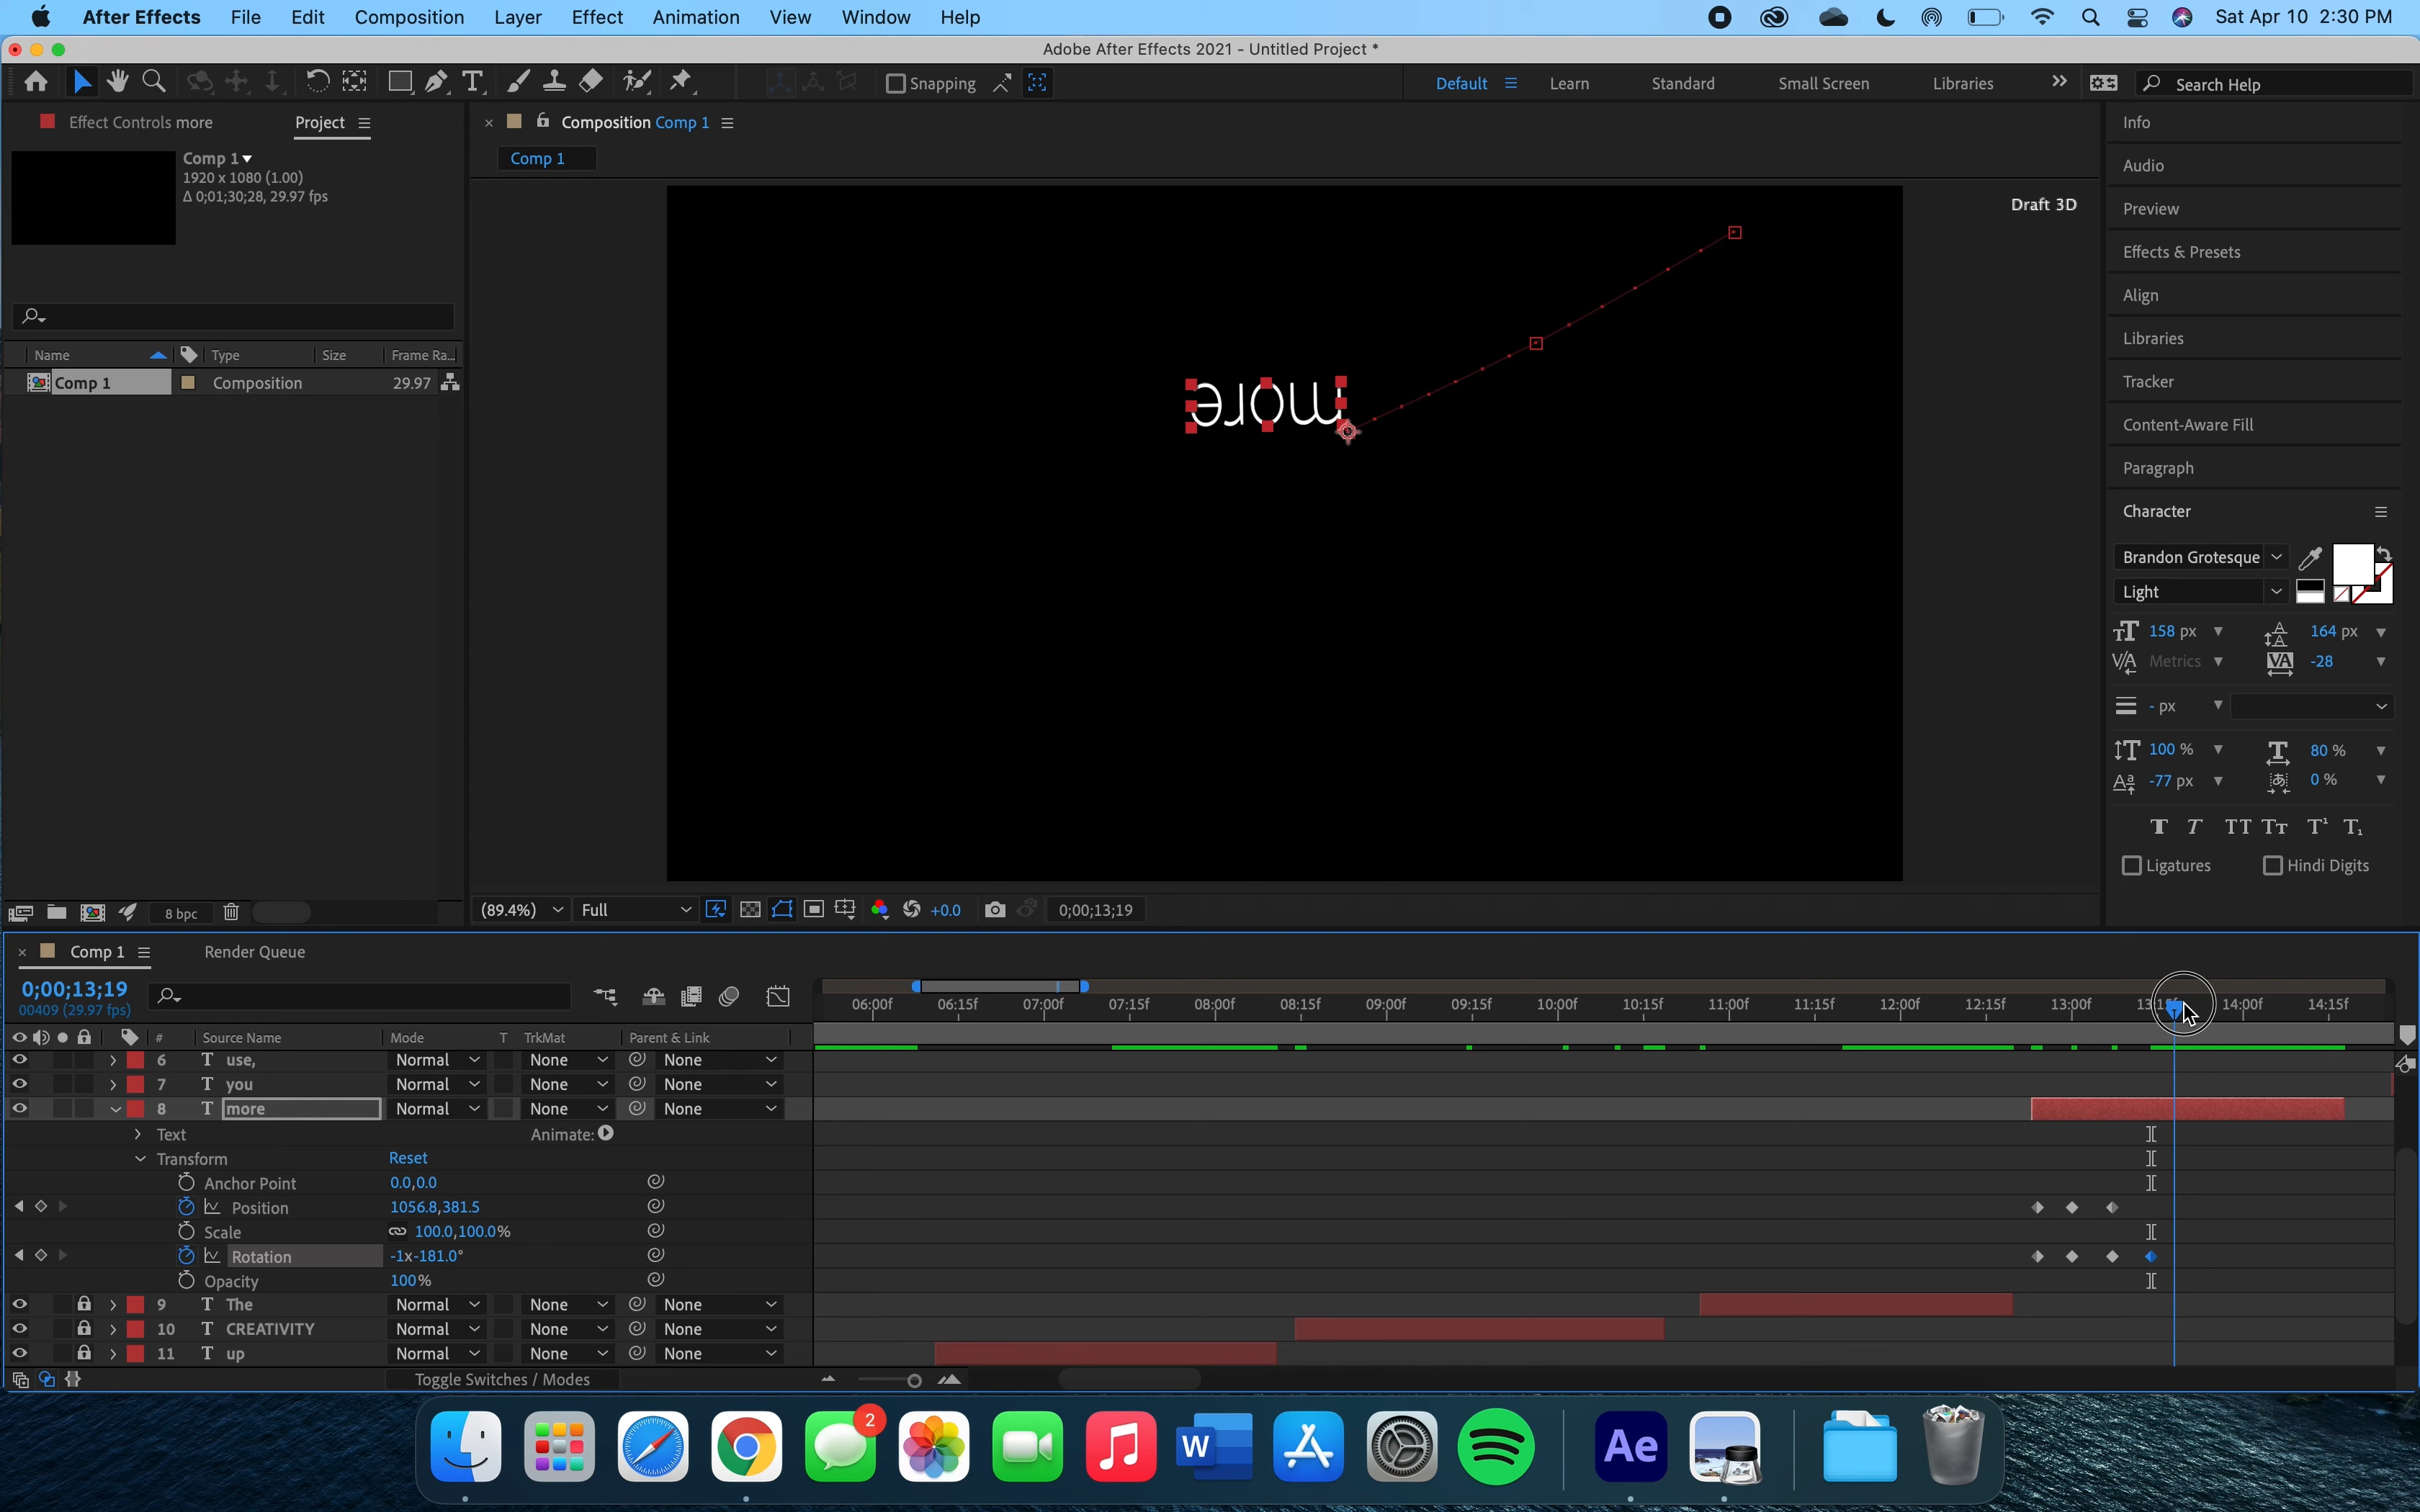 After Effects File Edit Composition Layer Effect Animation View Window Help Sat Apr 10 2:30 PM
Adobe After Effects 2021 - Untitled Project *
Snapping Default Learn Standard Small Screen Libraries Search Help
Effect Controls more Project Composition Comp 1 Info
Comp 1
1920 x 1080 (1.00)
Δ 0;01;30;28, 29.97 fps
Comp 1
Draft 3D
Audio
Preview
Effects & Presets
Align
Libraries
Tracker
Content-Aware Fill
Paragraph
Character
Name Type Size Frame Ra...
Comp 1 Composition 29.97
more
Brandon Grotesque
Light
158 px 164 px
Metrics -28
- px
100 % 80 %
-77 px 0 %
T T TT Tt T¹ T₁
Ligatures Hindi Digits
8 bpc (89.4%) Full +0.0 0;00;13;19
Comp 1 Render Queue
0;00;13;19
00409 (29.97 fps)
06:00f 06:15f 07:00f 07:15f 08:00f 08:15f 09:00f 09:15f 10:00f 10:15f 11:00f 11:15f 12:00f 12:15f 13:00f 14:00f 14:15f
# Source Name Mode T TrkMat Parent & Link
6 T use, Normal None None
7 T you Normal None None
8 T more Normal None None
Text Animate:
Transform Reset
Anchor Point 0.0,0.0
Position 1056.8,381.5
Scale 100.0,100.0%
Rotation -1x-181.0°
Opacity 100%
9 T The Normal None None
10 T CREATIVITY Normal None None
11 T up Normal None None
Toggle Switches / Modes
2
W
Ae